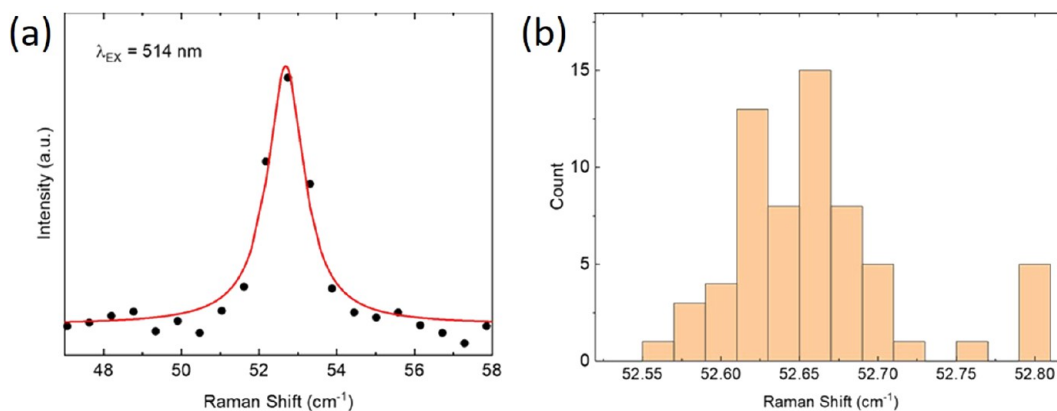 (a)
λEX = 514 nm
Intensity (a.u.)
48 50 52 54 56 58
Raman Shift (cm-1)
(b)
15
10
5
0
Count
52.55 52.60 52.65 52.70 52.75 52.80
Raman Shift (cm-1)